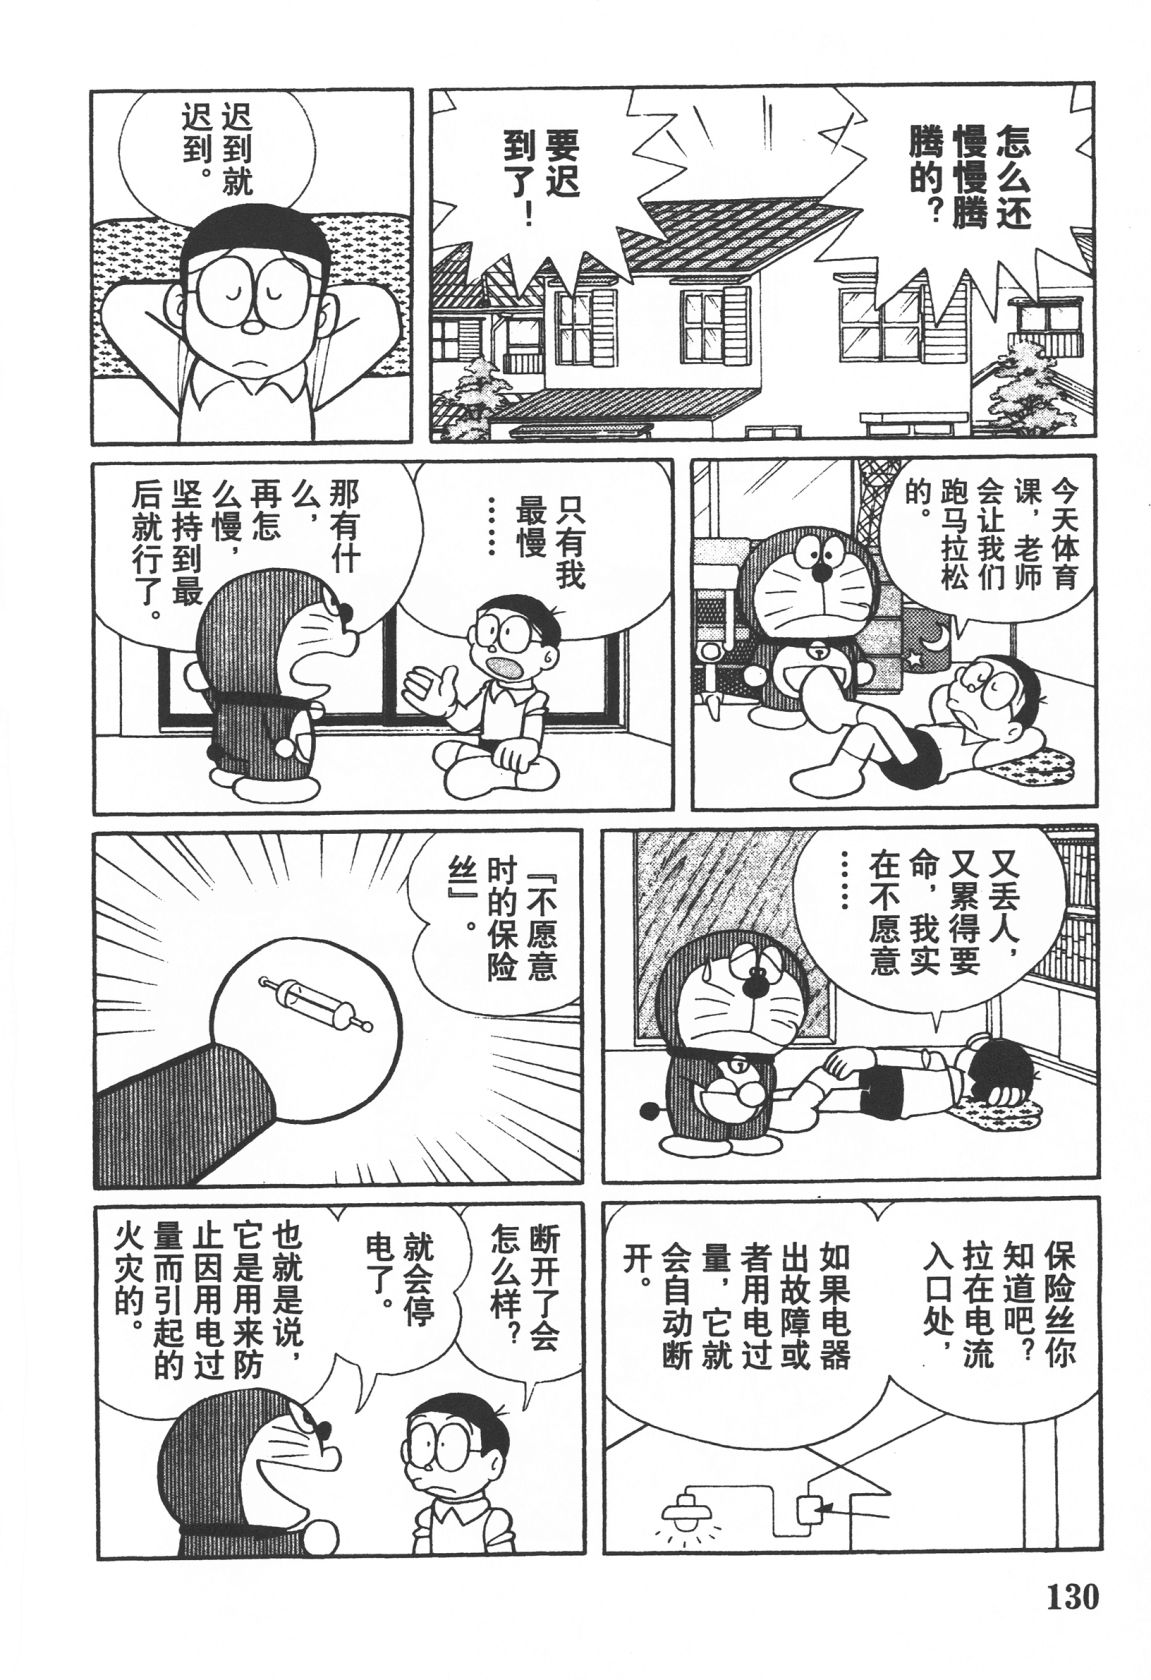 怎么还
慢慢腾
腾的？
要迟
到了！
迟到就
迟到。
今天体育
课，老师
会让我们
跑马拉松
的。
只有我
最慢
……
那有什
么，
再怎
么慢，
坚持到最
后就行了。
又丢人，
又累得要
命，我实
在不愿意
……
『不愿意
时的保险
丝』。
保险丝你
知道吧？
拉在电流
入口处，
如果电器
出故障或
者用电过
量，它就
会自动断
开。
断开了会
怎么样？
就会停
电了。
也就是说，
它是用来防
止因用电过
量而引起的
火灾的。
130